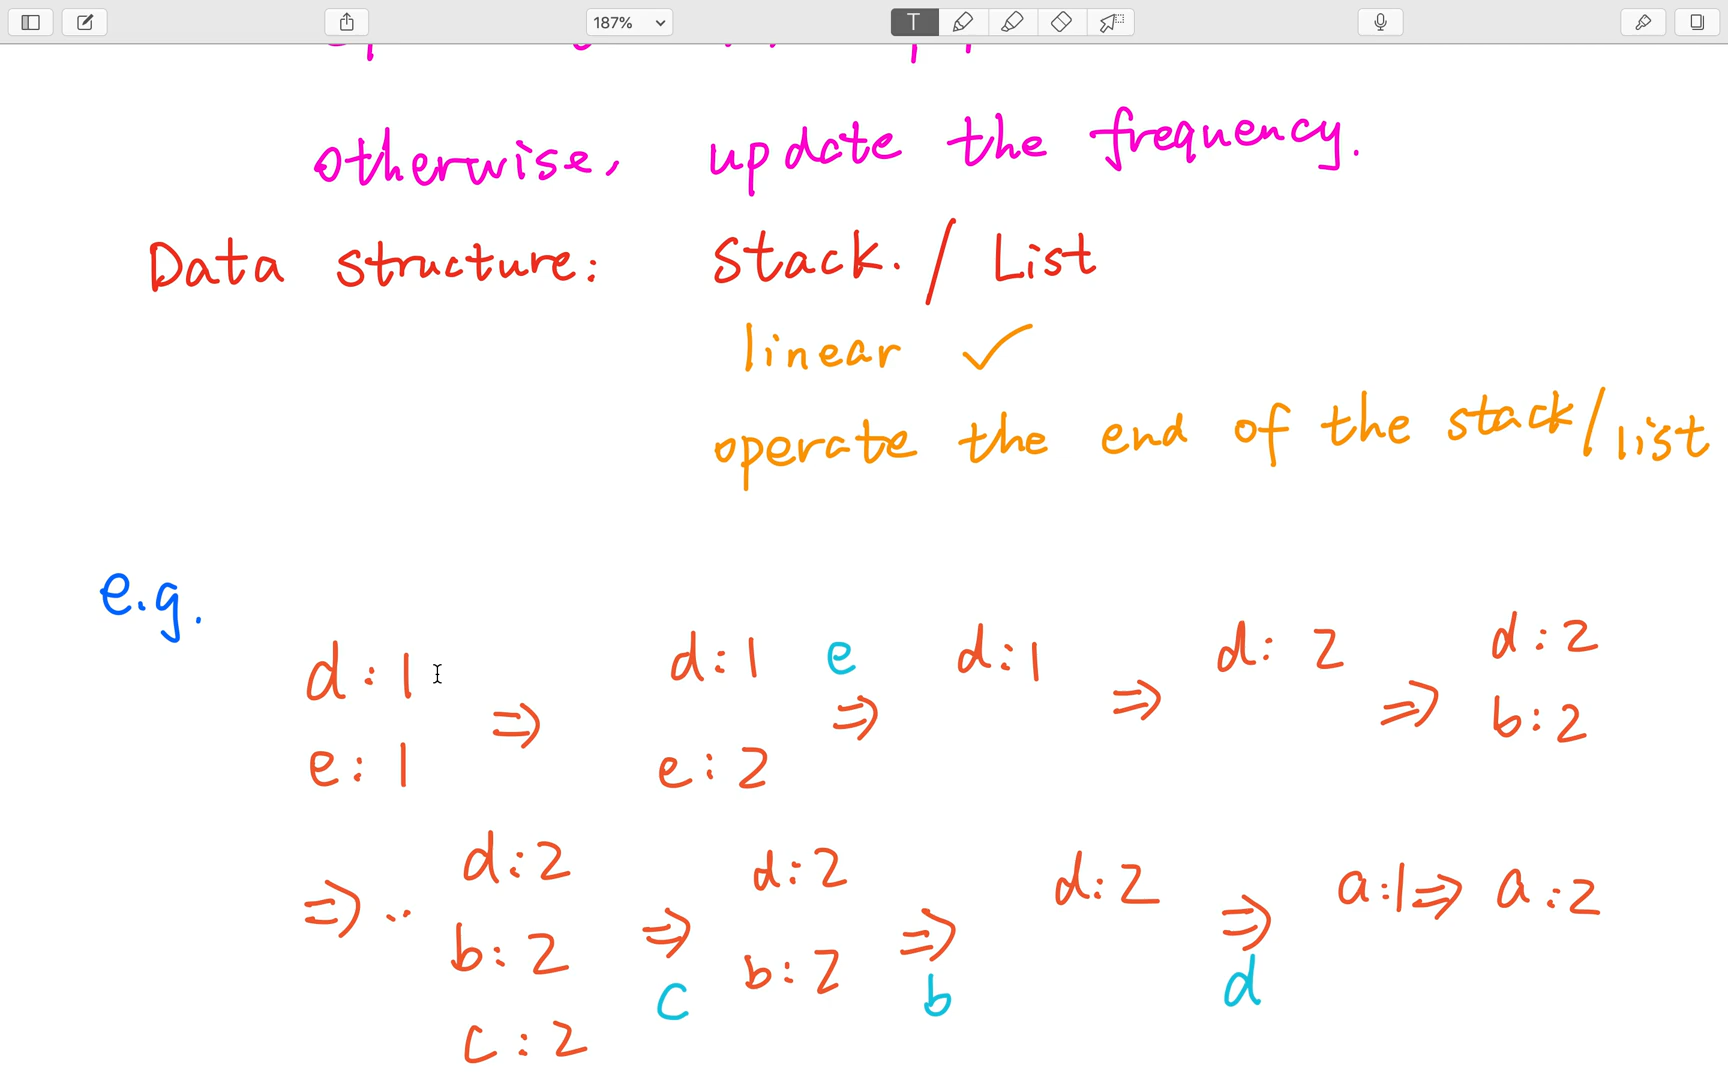 187%
T
otherwise, update the frequency.
Data structure: Stack. / List
linear ✓
operate the end of the stack/list
e.g.
d:1 ⇒ d:1 e ⇒ d:1 ⇒ d: 2 ⇒ d:2
e:1 e:2 b:2
⇒ .. d:2 ⇒ d:2 ⇒ d:2 ⇒ a:1 ⇒ a:2
b:2 c b:2 b d
c:2